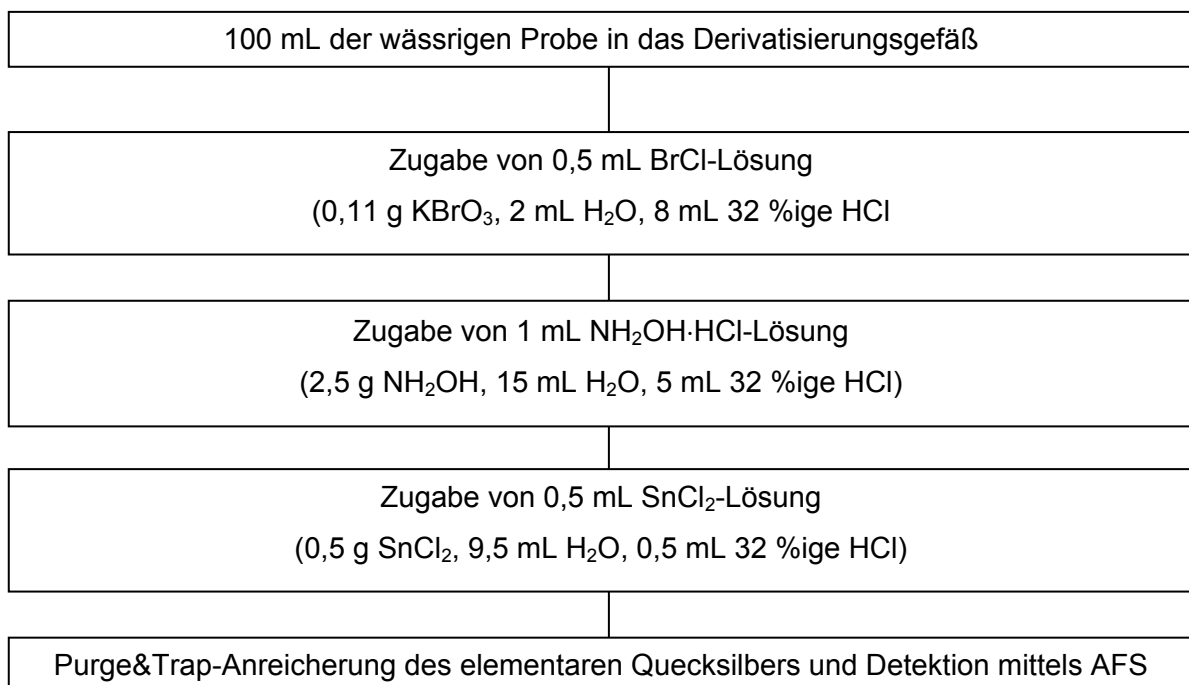 100 mL der wässrigen Probe in das Derivatisierungsgefäß
Zugabe von 0,5 mL BrCl-Lösung
(0,11 g KBrO₃, 2 mL H₂O, 8 mL 32 %ige HCl
Zugabe von 1 mL NH₂OH·HCl-Lösung
(2,5 g NH₂OH, 15 mL H₂O, 5 mL 32 %ige HCl)
Zugabe von 0,5 mL SnCl₂-Lösung
(0,5 g SnCl₂, 9,5 mL H₂O, 0,5 mL 32 %ige HCl)
Purge&Trap-Anreicherung des elementaren Quecksilbers und Detektion mittels AFS